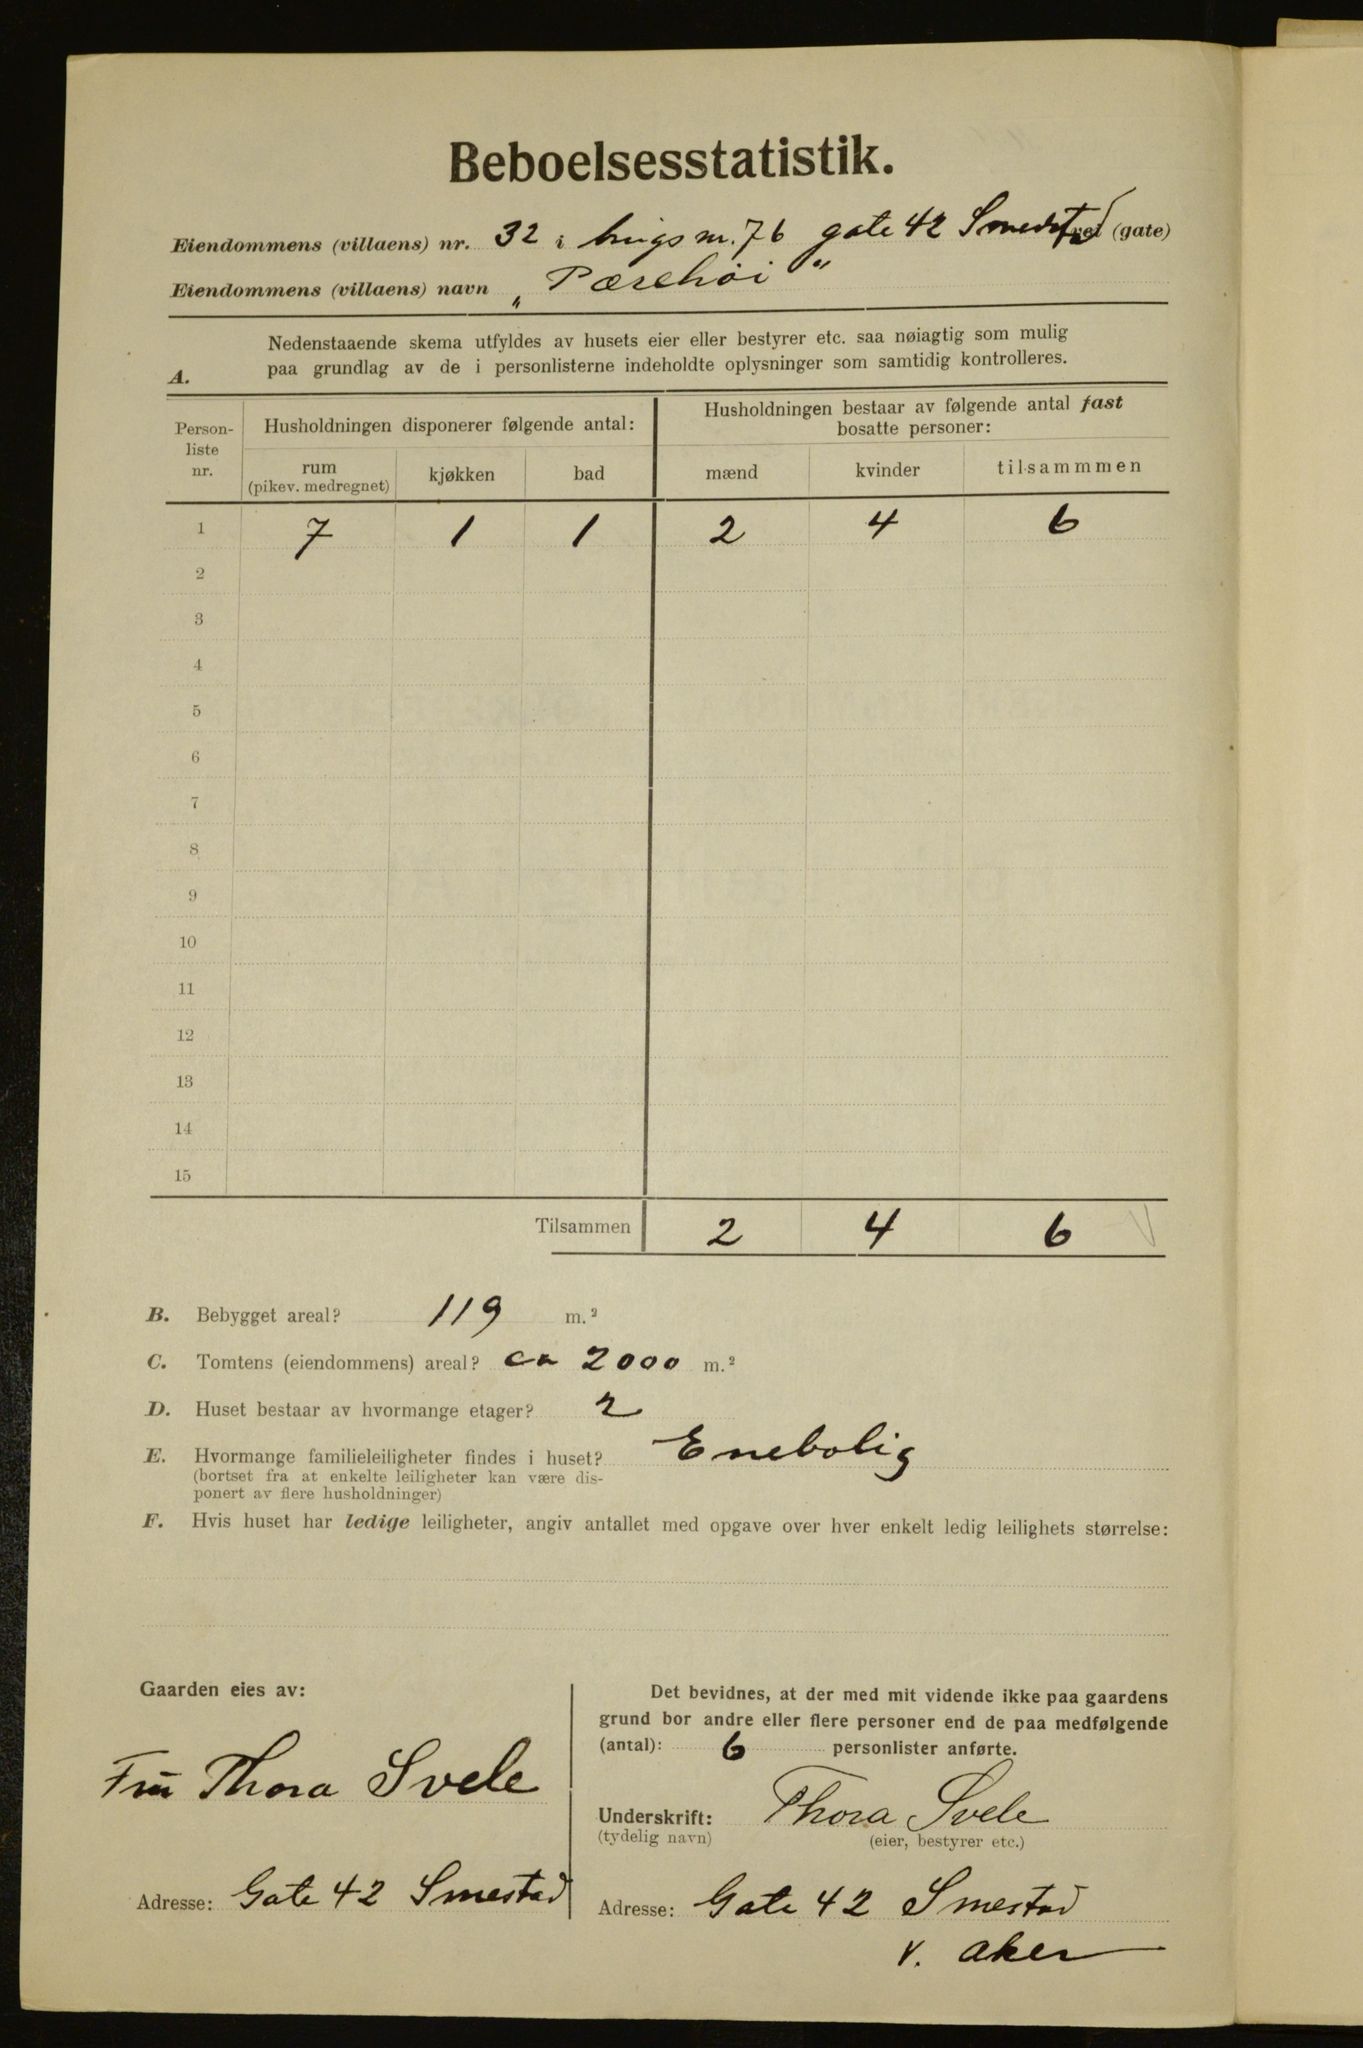 Beboelsesstatistik.
Eiendommens (villaens) nr. 32 i brugs nr. 76 gate 42 Smedstad vei (gate)
Eiendommens (villaens) navn „Pærehöi"
A. Nedenstaaende skema utfyldes av husets eier eller bestyrer etc. saa nøiagtig som mulig
paa grundlag av de i personlisterne indeholdte oplysninger som samtidig kontrolleres.
Person-
liste
nr.
Husholdningen disponerer følgende antal:
Husholdningen bestaar av følgende antal fast
bosatte personer:
rum
(pikev. medregnet)
kjøkken
bad
mænd
kvinder
tilsammmen
1 7 1 1 2 4 6
2
3
4
5
6
7
8
9
10
11
12
13
14
15
Tilsammen 2 4 6
B. Bebygget areal? 119 m.²
C. Tomtens (eiendommens) areal? ca 2000 m.²
D. Huset bestaar av hvormange etager? 2
E. Hvormange familieleiligheter findes i huset? Enebolig
(bortset fra at enkelte leiligheter kan være dis-
ponert av flere husholdninger)
F. Hvis huset har ledige leiligheter, angiv antallet med opgave over hver enkelt ledig leilighets størrelse:
Gaarden eies av:
Fru Thora Svele
Adresse: Gate 42 Smestad
Det bevidnes, at der med mit vidende ikke paa gaardens
grund bor andre eller flere personer end de paa medfølgende
(antal): 6 personlister anførte.
Underskrift: Thora Svele
(tydelig navn) (eier, bestyrer etc.)
Adresse: Gate 42 Smestad
v. Aker